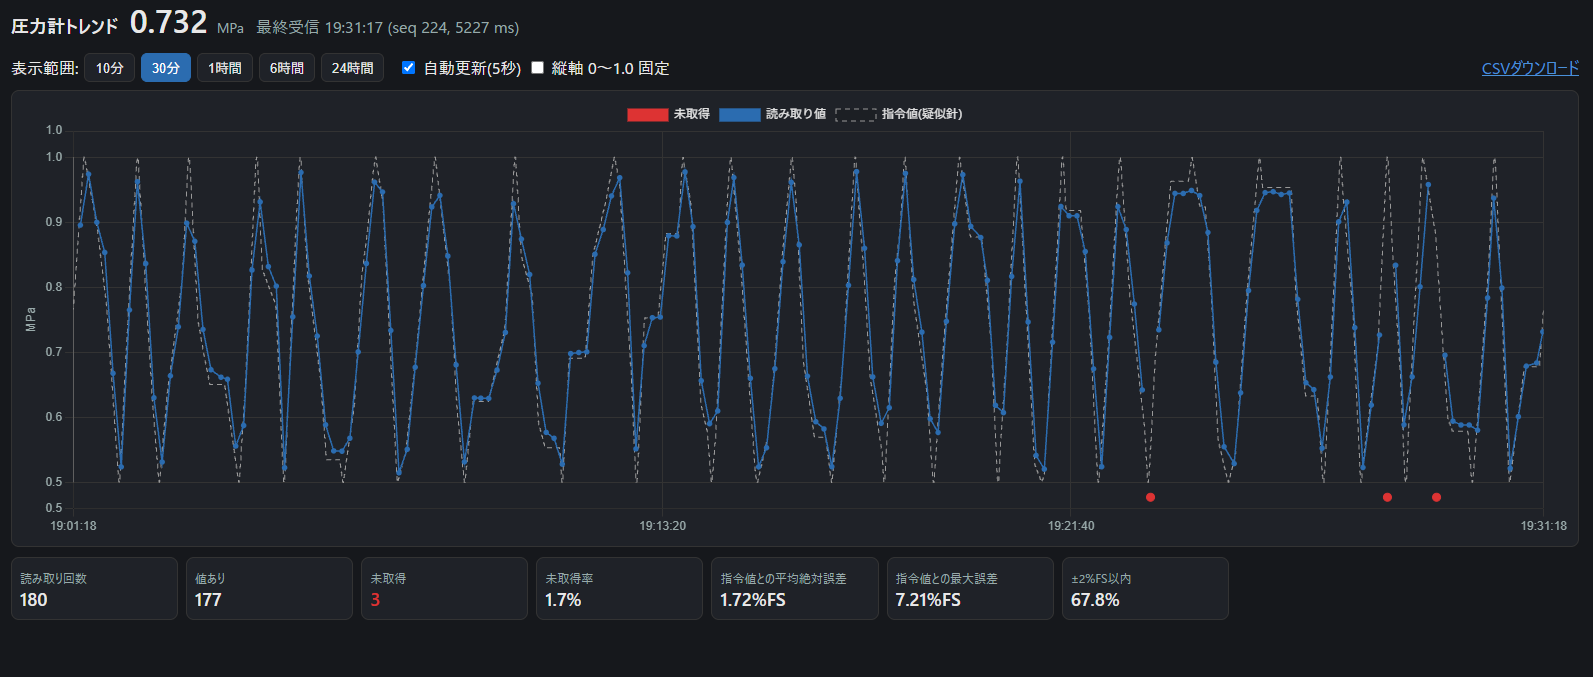 圧力計トレンド 0.732 MPa 最終受信 19:31:17 (seq 224, 5227 ms)
表示範囲: 10分 30分 1時間 6時間 24時間 自動更新(5秒) 縦軸 0〜1.0 固定 CSVダウンロード
未取得 読み取り値 指令値(疑似針)
1.0
1.0
0.9
0.8
MPa
0.7
0.6
0.5
0.5
19:01:18 19:13:20 19:21:40 19:31:18
読み取り回数 値あり 未取得 未取得率 指令値との平均絶対誤差 指令値との最大誤差 ±2%FS以内
180 177 3 1.7% 1.72%FS 7.21%FS 67.8%